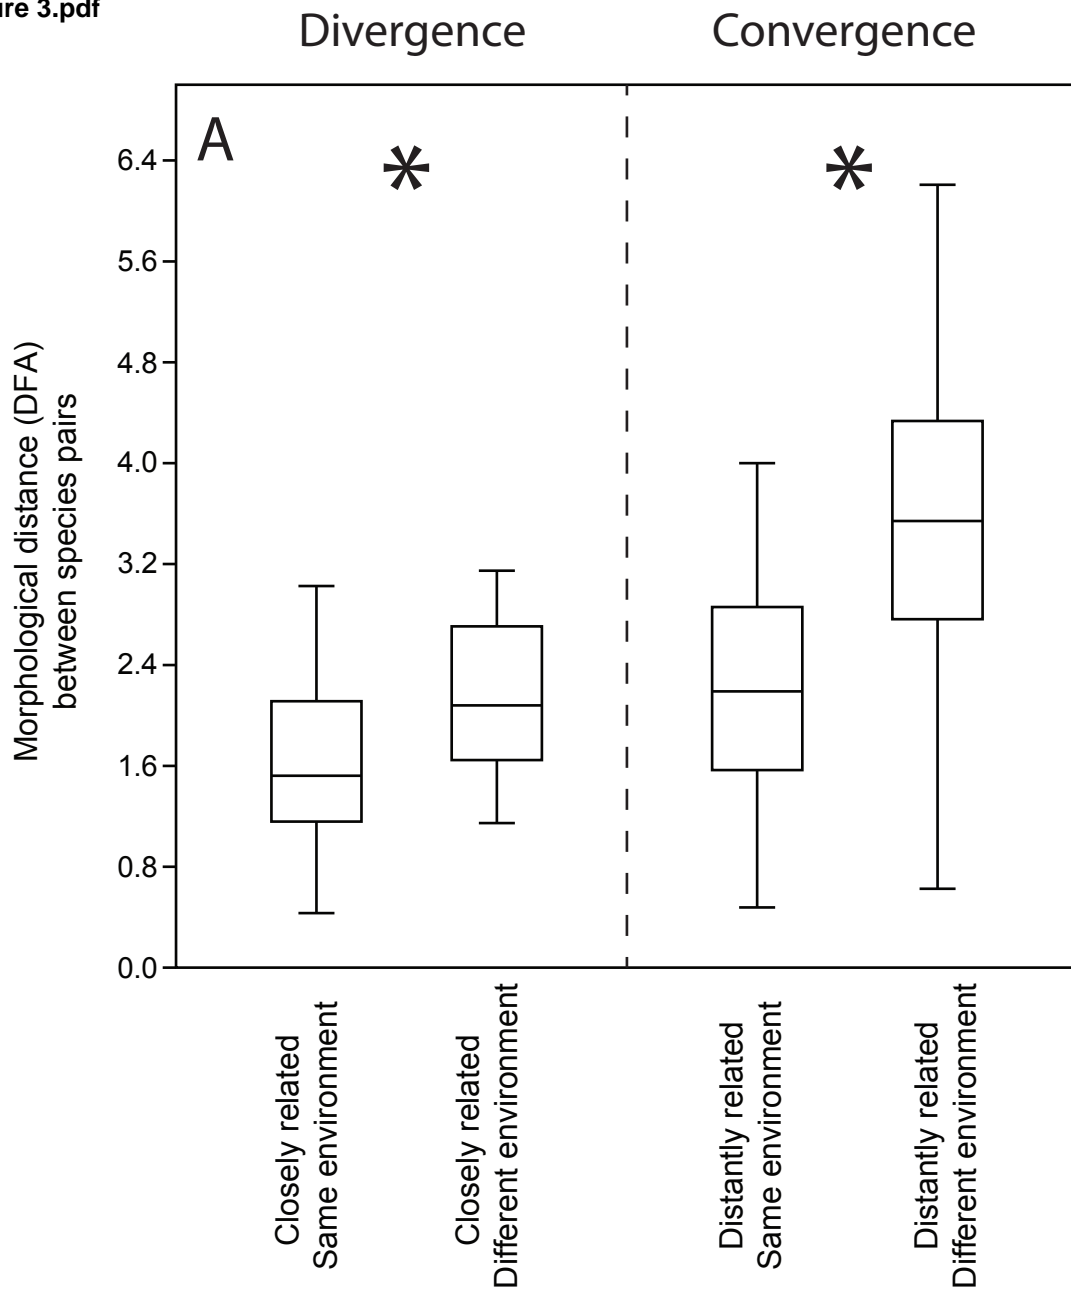 ure 3.pdf
Divergence
Convergence
A
*
*
6.4
5.6
4.8
4.0
3.2
2.4
1.6
0.8
0.0
Morphological distance (DFA)
between species pairs
Closely related
Same environment
Closely related
Different environment
Distantly related
Same environment
Distantly related
Different environment